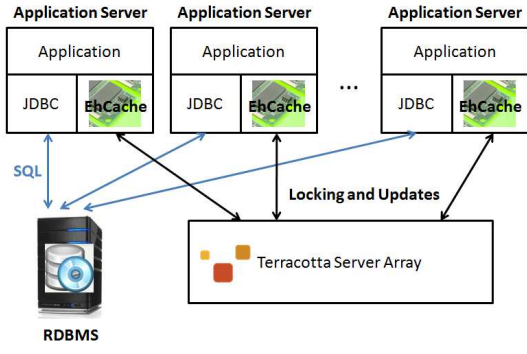 Application Server
Application Server
Application Server
Application
Application
Application
JDBC
EhCache
JDBC
EhCache
...
JDBC
EhCache
SQL
Locking and Updates
Terracotta Server Array
RDBMS